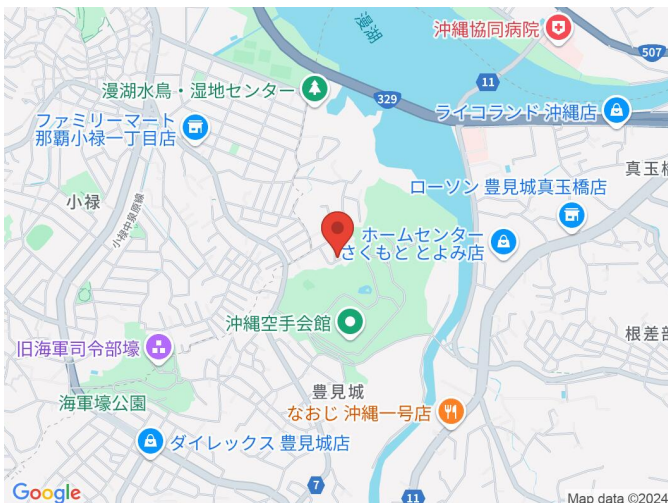 漫湖
沖縄協同病院
507
11
漫湖水鳥・湿地センター
329
ファミリーマート
那覇小禄一丁目店
ライコランド 沖縄店
真玉橋
小禄
小禄中央原線
ローソン 豊見城真玉橋店
ホームセンター
さくもと とよみ店
沖縄空手会館
旧海軍司令部壕
根差部
海軍壕公園
豊見城
なおじ 沖縄一号店
ダイレックス 豊見城店
7
11
Google
Map data ©2024